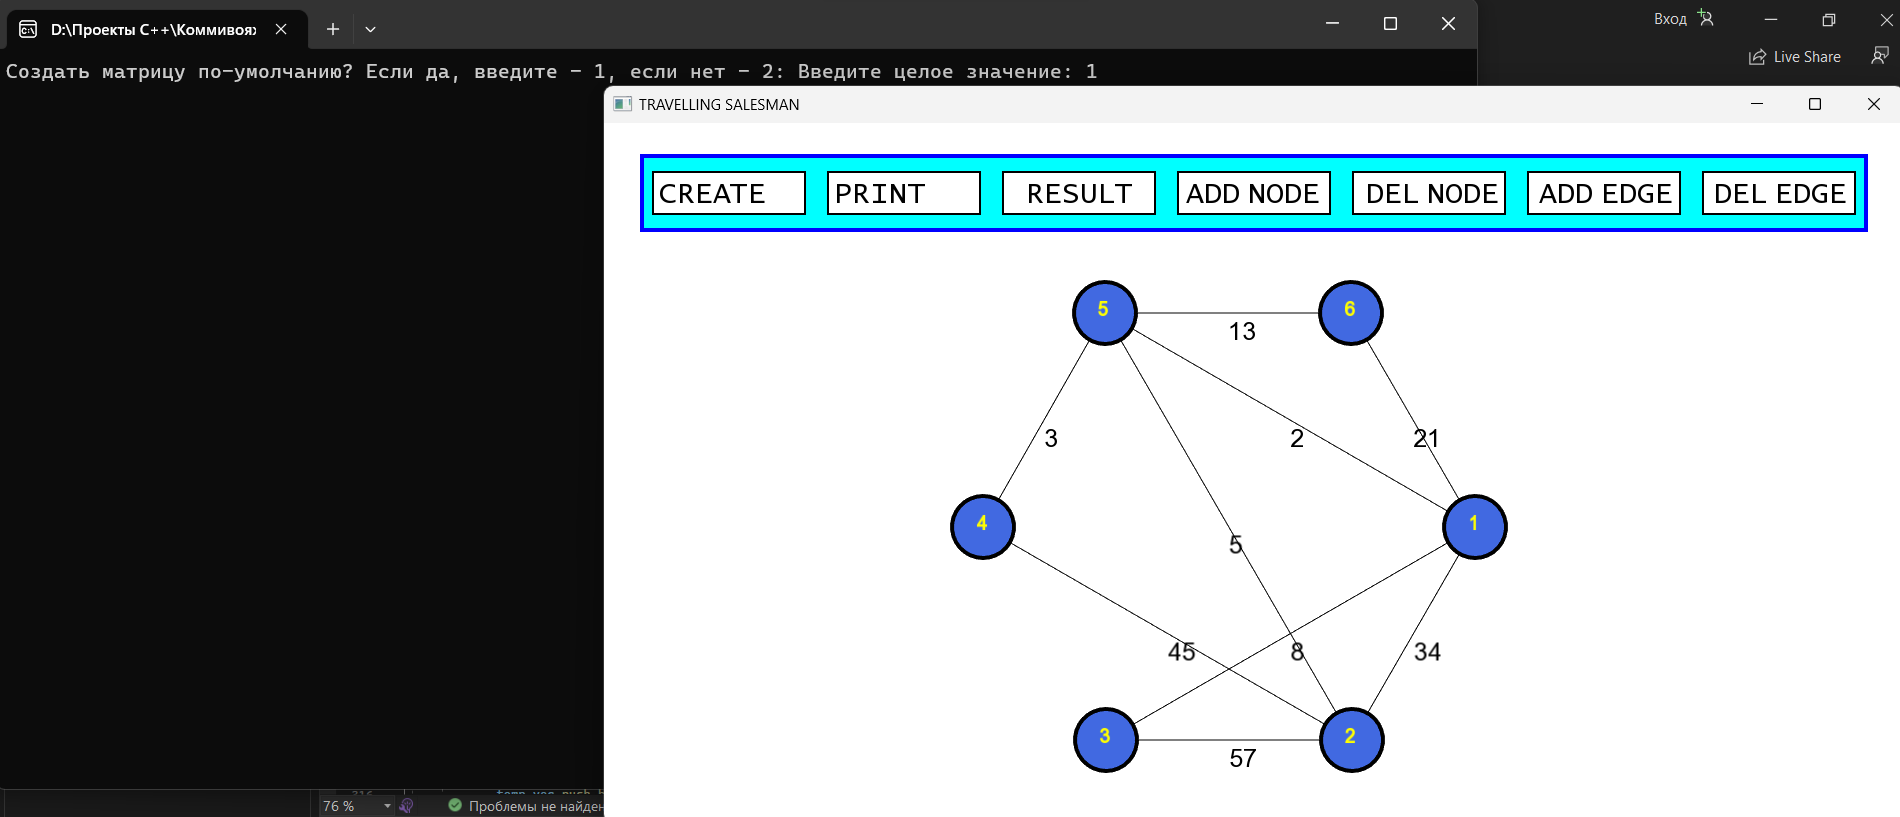 D:\Проекты C++\Коммивоя
Вход
Создать матрицу по-умолчанию? Если да, введите - 1, если нет - 2: Введите целое значение: 1
Live Share
TRAVELLING SALESMAN
CREATE PRINT RESULT ADD NODE DEL NODE ADD EDGE DEL EDGE
5 6
13
3 2 21
4 1
5
45 8 34
3 2
57
76 %
Проблемы не найден